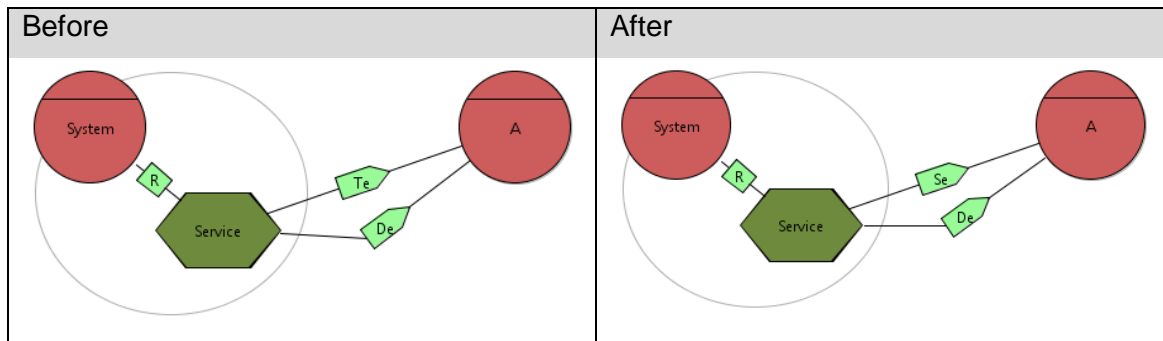 Before
After
System
A
R
Te
De
Service
System
A
R
Se
De
Service